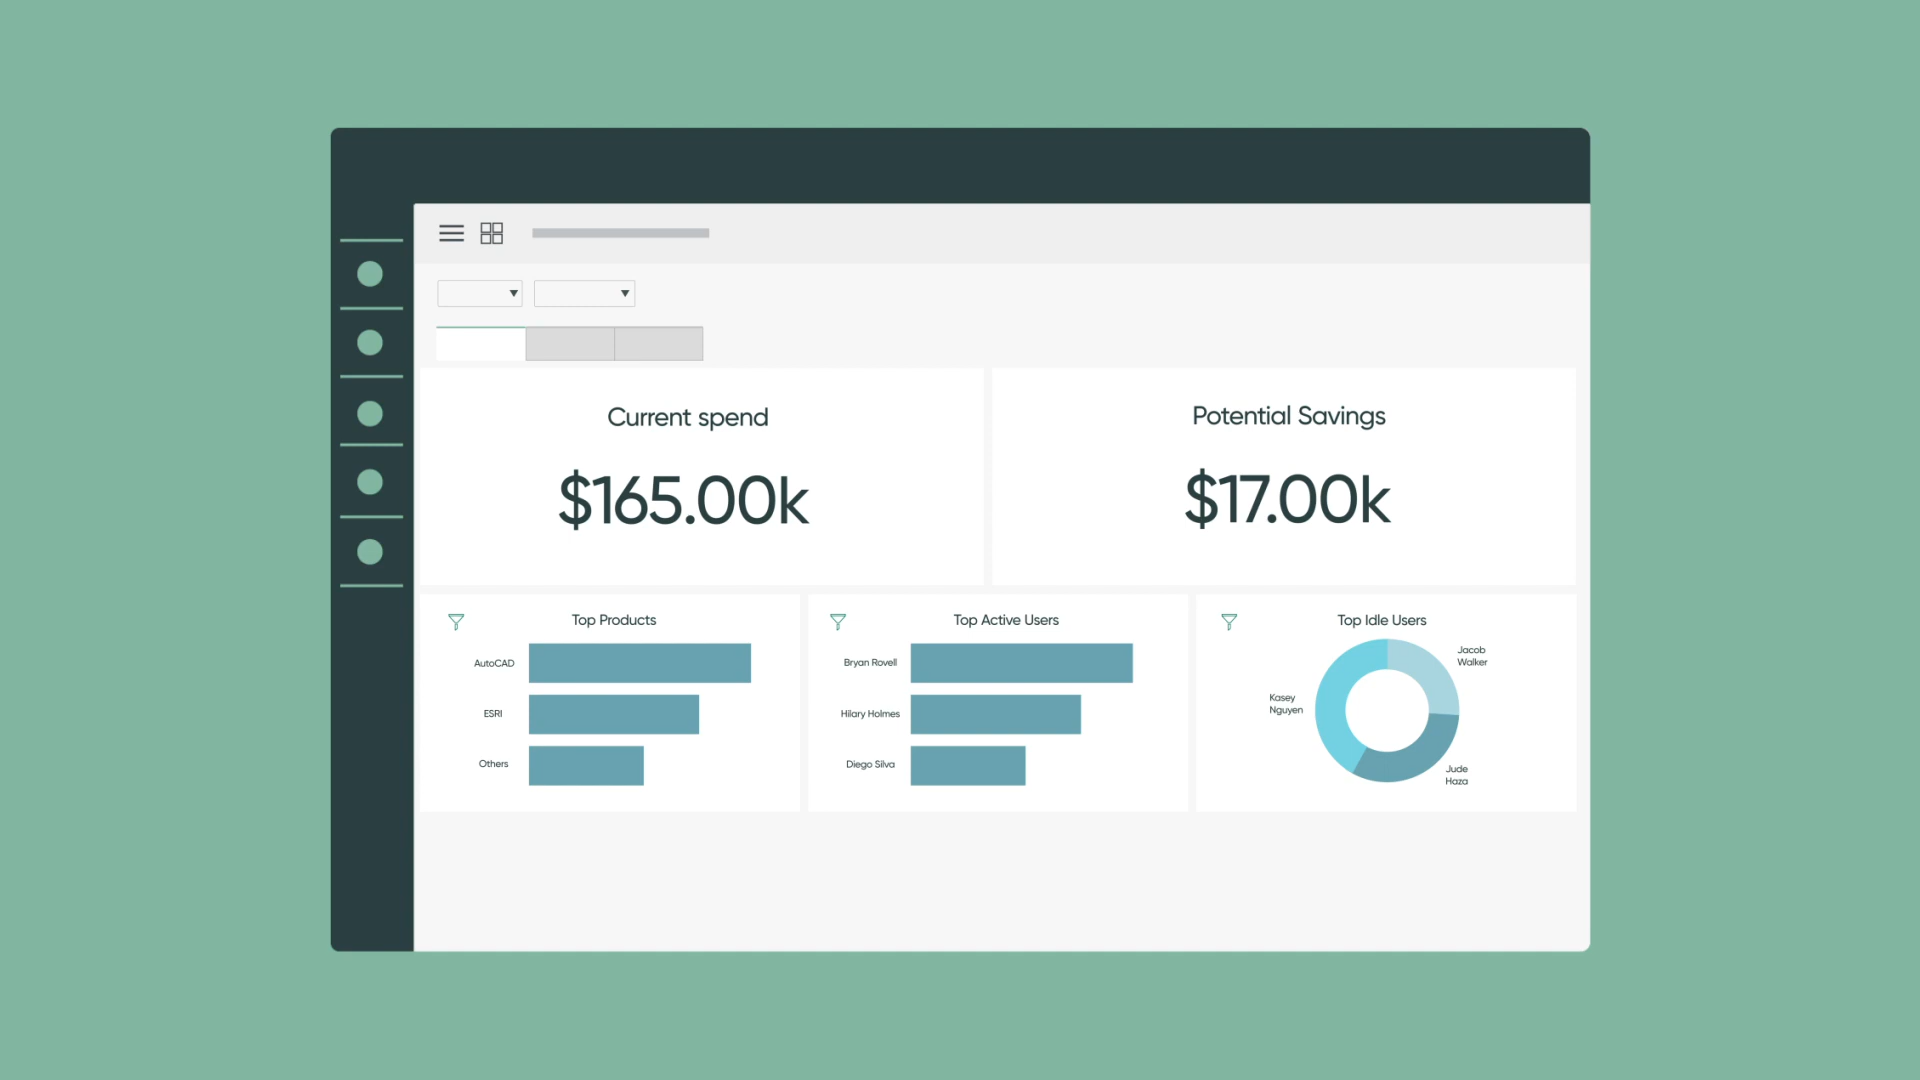 Current spend
Potential Savings
$165.00k
$17.00k
Top Products
AutoCAD
ESRI
Others
Top Active Users
Bryan Rovell
Hilary Holmes
Diego Silva
Top Idle Users
Jacob
Walker
Kasey
Nguyen
Jude
Haza